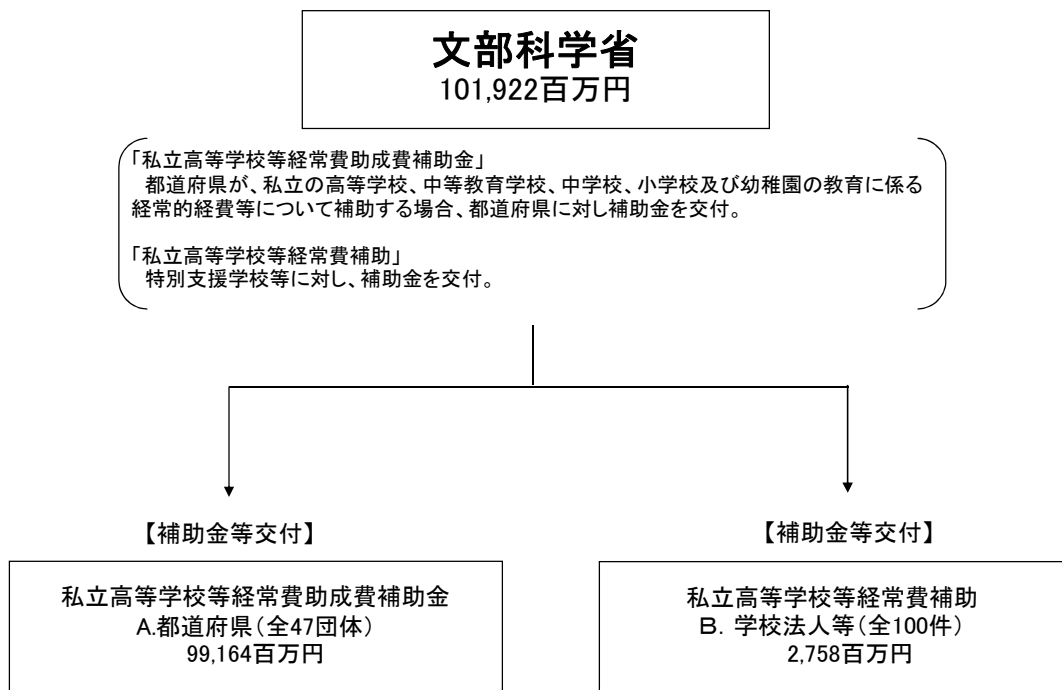 文部科学省
101,922百万円
「私立高等学校等経常費助成費補助金」
都道府県が、私立の高等学校、中等教育学校、中学校、小学校及び幼稚園の教育に係る
経常的経費等について補助する場合、都道府県に対し補助金を交付。
「私立高等学校等経常費補助」
特別支援学校等に対し、補助金を交付。
【補助金等交付】
私立高等学校等経常費助成費補助金
A.都道府県(全47団体)
99,164百万円
【補助金等交付】
私立高等学校等経常費補助
B．学校法人等(全100件)
2,758百万円